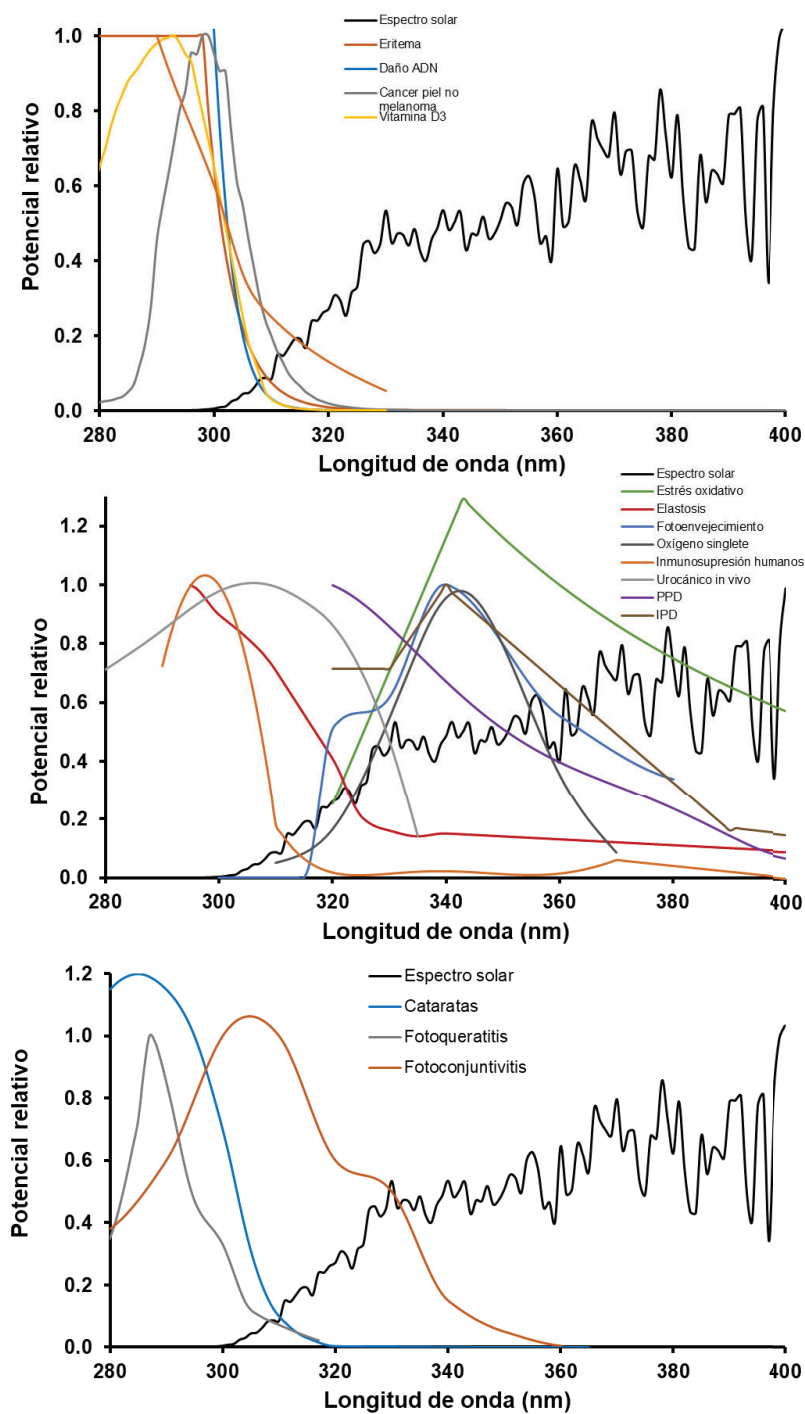 Espectro solar
Eritema
Daño ADN
Cancer piel no
melanoma
Vitamina D3
Potencial relativo
1.0
0.8
0.6
0.4
0.2
0.0
280 300 320 340 360 380 400
Longitud de onda (nm)
Espectro solar
Estrés oxidativo
Elastosis
Fotoenvejecimiento
Oxígeno singlete
Inmunosupresión humanos
Urocánico in vivo
PPD
IPD
Potencial relativo
1.2
1.0
0.8
0.6
0.4
0.2
0.0
280 300 320 340 360 380 400
Longitud de onda (nm)
Espectro solar
Cataratas
Fotoqueratitis
Fotoconjuntivitis
Potencial relativo
1.2
1.0
0.8
0.6
0.4
0.2
0.0
280 300 320 340 360 380 400
Longitud de onda (nm)